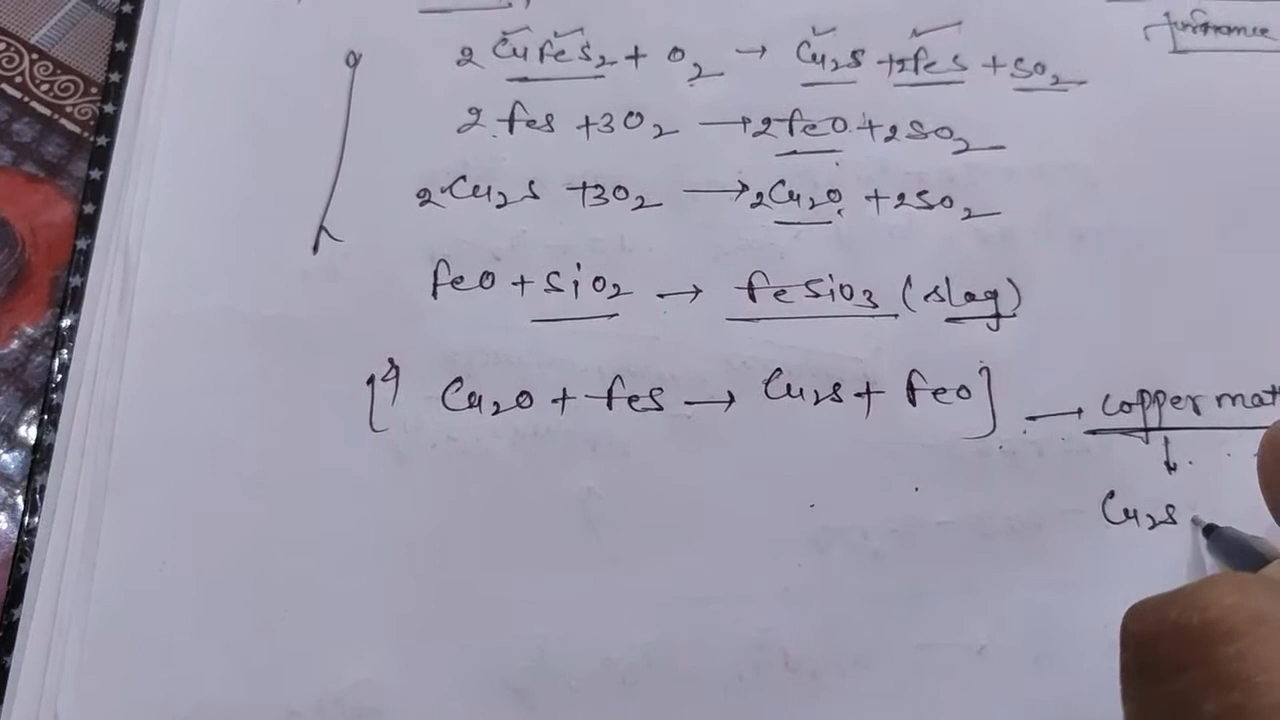 furnance
2 CuFeS2 + O2 → Cu2S + 2FeS + SO2
2 FeS + 3O2 → 2FeO + 2SO2
2Cu2S + 3O2 → 2Cu2O + 2SO2
FeO + SiO2 → FeSiO3 (slag)
[ Cu2O + FeS → Cu2S + FeO ] → copper mat
↓
Cu2S